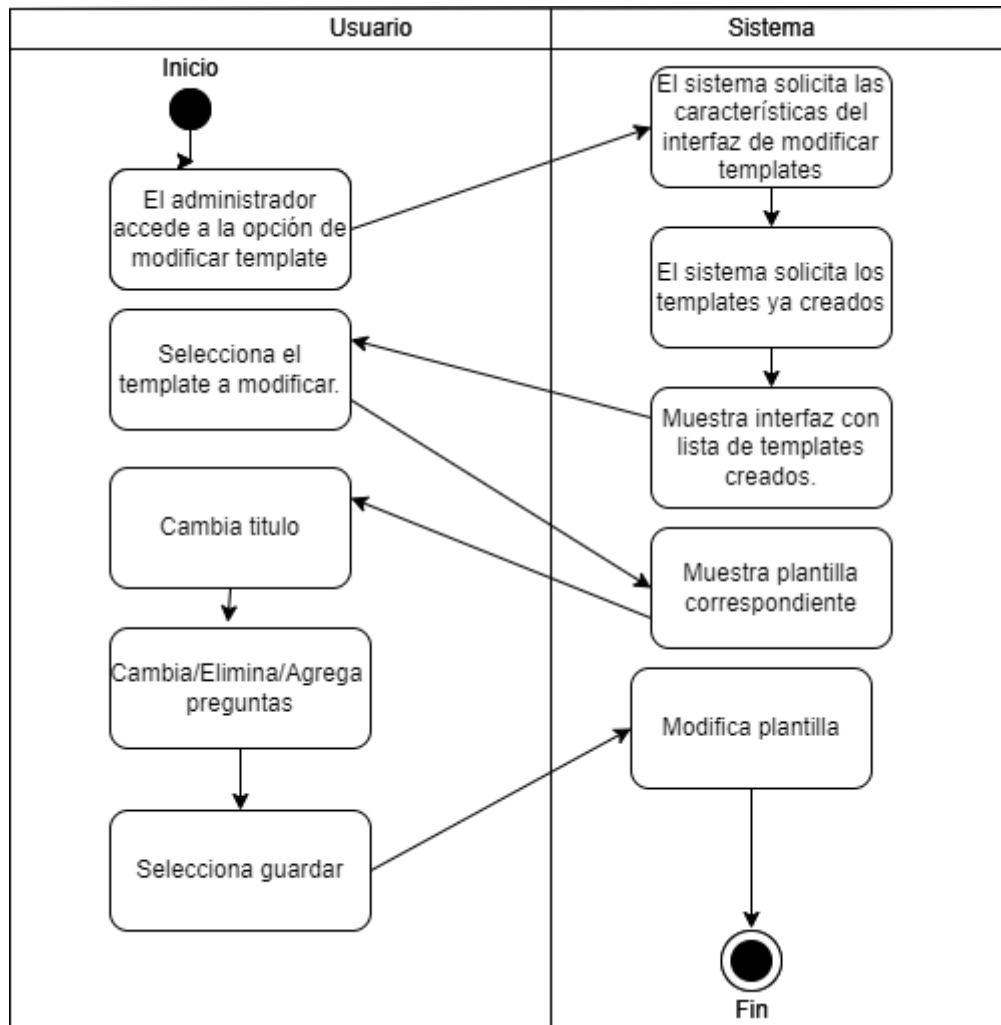 Usuario
Sistema
Inicio
El administrador
accede a la opción de
modificar template
El sistema solicita las
característícas del
interfaz de modificar
templates
El sistema solicita los
templates ya creados
Muestra interfaz con
lista de templates
creados.
Selecciona el
template a modificar.
Muestra plantilla
correspondiente
Cambia titulo
Cambia/Elimina/Agrega
preguntas
Selecciona guardar
Modifica plantilla
Fin